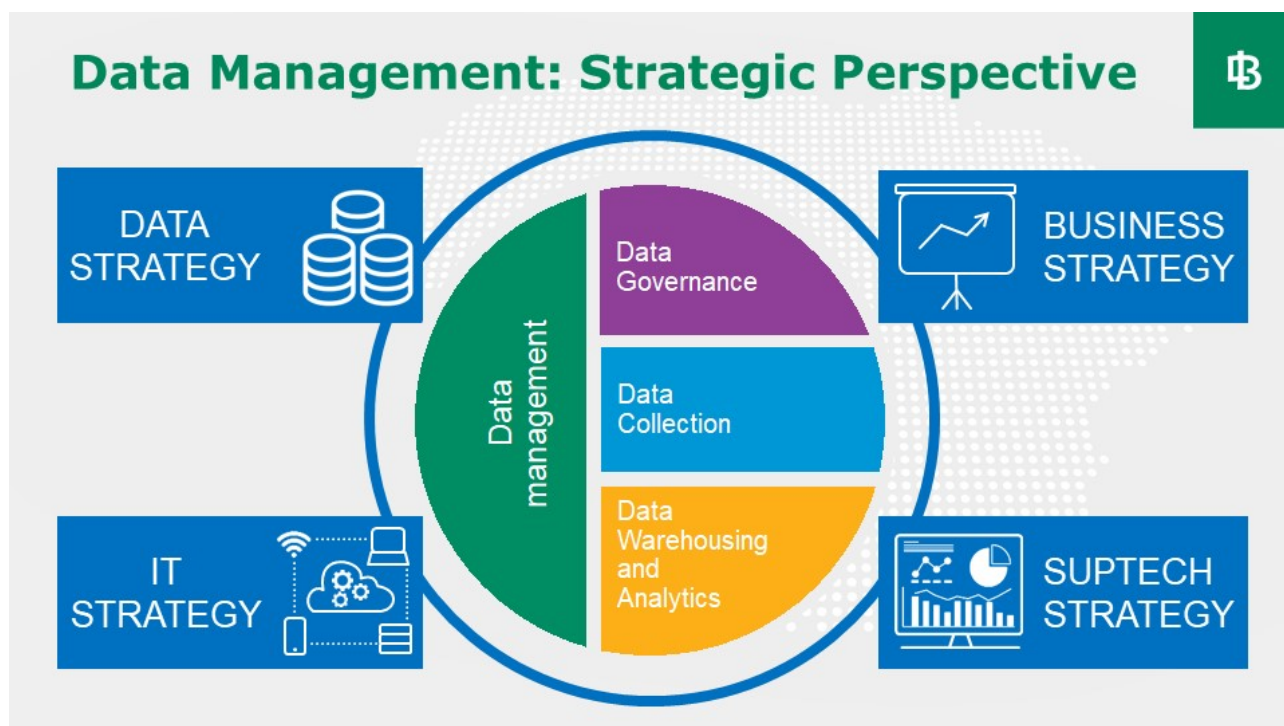 Data Management: Strategic Perspective
DATA
STRATEGY
BUSINESS
STRATEGY
Data
management
Data
Governance
Data
Collection
Data
Warehousing
and
Analytics
IT
STRATEGY
SUPTECH
STRATEGY